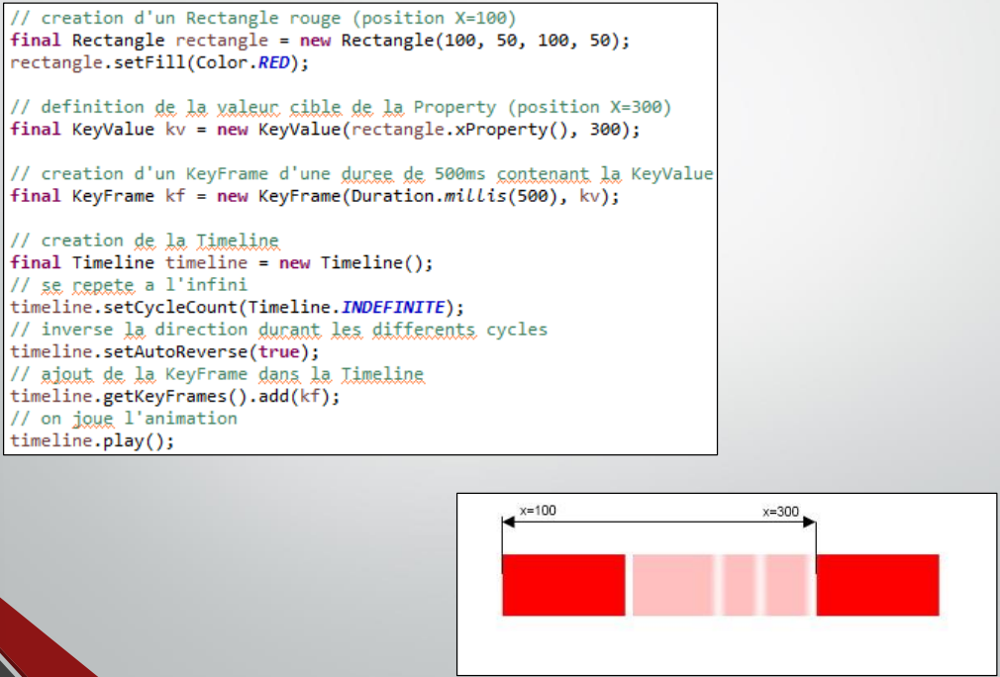 // creation d'un Rectangle rouge (position X=100)
final Rectangle rectangle = new Rectangle(100, 50, 100, 50);
rectangle.setFill(Color.RED);
// definition de la valeur cible de la Property (position X=300)
final KeyValue kv = new KeyValue(rectangle.xProperty(), 300);
// creation d'un KeyFrame d'une duree de 500ms contenant la KeyValue
final KeyFrame kf = new KeyFrame(Duration.millis(500), kv);
// creation de la Timeline
final Timeline timeline = new Timeline();
// se repete a l'infini
timeline.setCycleCount(Timeline.INDEFINITE);
// inverse la direction durant les differents cycles
timeline.setAutoReverse(true);
// ajout de la KeyFrame dans la Timeline
timeline.getKeyFrames().add(kf);
// on joue l'animation
timeline.play();
x=100 x=300